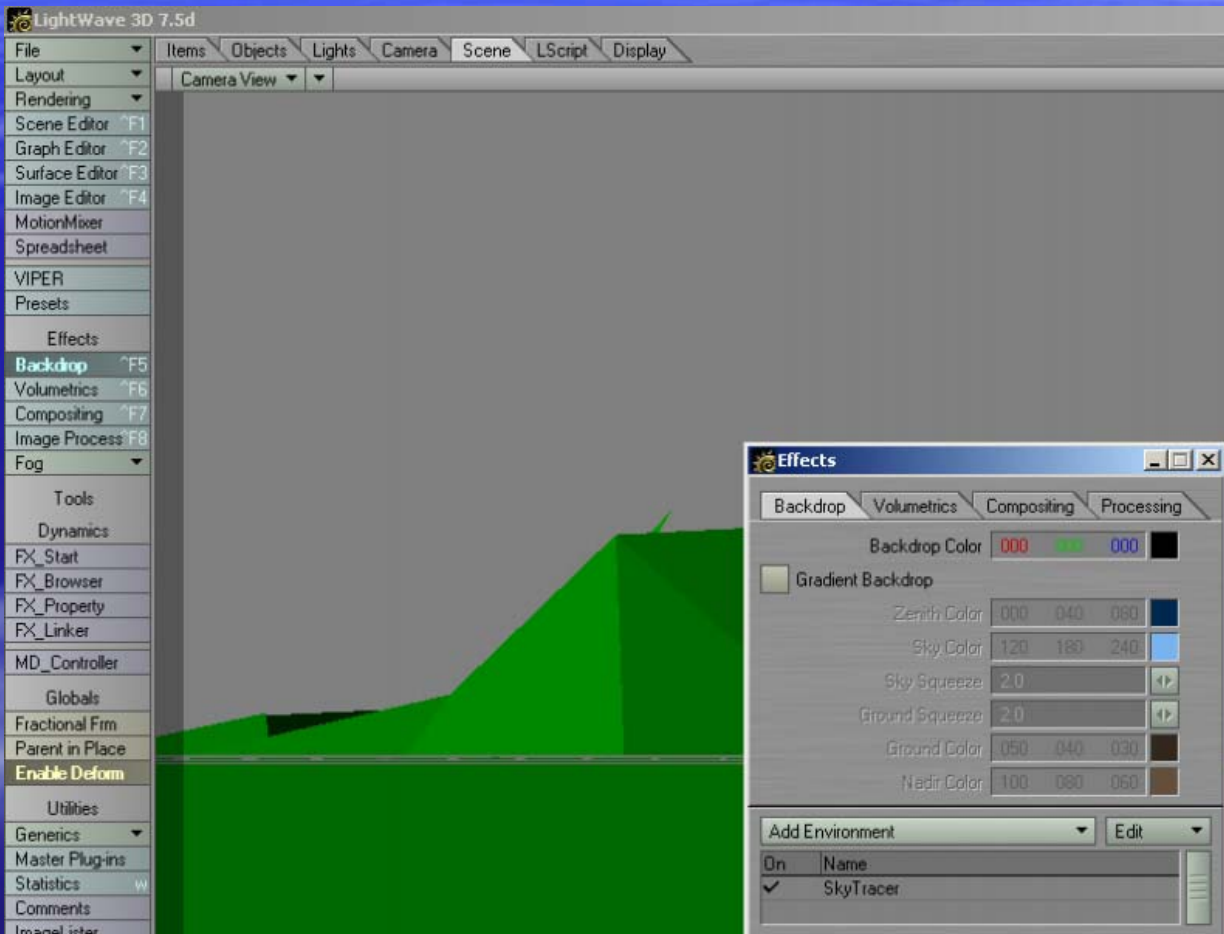 LightWave 3D 7.5d
File
Items Objects Lights Camera Scene LScript Display
Layout
Camera View
Rendering
Scene Editor ^F1
Graph Editor ^F2
Surface Editor ^F3
Image Editor ^F4
MotionMixer
Spreadsheet
VIPER
Presets
Effects
Backdrop ^F5
Volumetrics ^F6
Compositing ^F7
Image Process ^F8
Fog
Tools
Dynamics
FX_Start
FX_Browser
FX_Property
FX_Linker
MD_Controller
Globals
Fractional Frm
Parent in Place
Enable Deform
Utilities
Generics
Master Plug-ins
Statistics w
Comments
ImageLister
Effects
Backdrop Volumetrics Compositing Processing
Backdrop Color 000 000 000
Gradient Backdrop
Zenith Color 000 040 080
Sky Color 120 180 240
Sky Squeeze 2.0
Ground Squeeze 2.0
Ground Color 050 040 030
Nadir Color 100 080 060
Add Environment Edit
On Name
SkyTracer